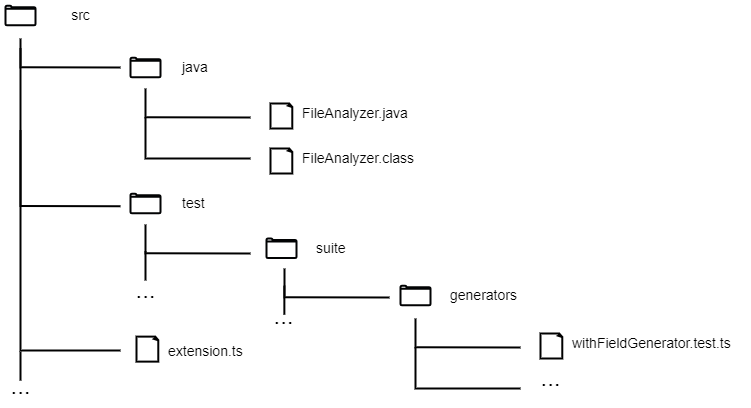 src
java
FileAnalyzer.java
FileAnalyzer.class
test
suite
...
generators
...
withFieldGenerator.test.ts
extension.ts
...
...